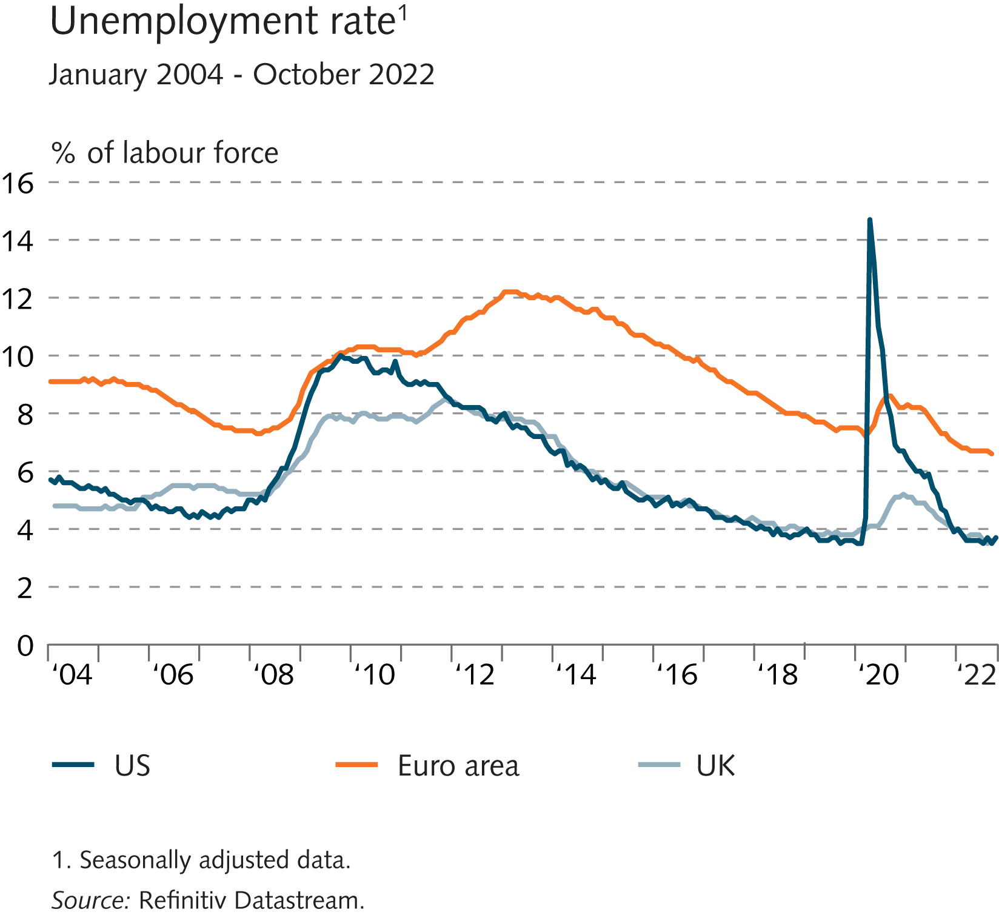 Unemployment rate¹
January 2004 - October 2022
% of labour force
16
14
12
10
8
6
4
2
0
‘04 ‘06 ‘08 ‘10 ‘12 ‘14 ‘16 ‘18 ‘20 ‘22
US Euro area UK
1. Seasonally adjusted data.
Source: Refinitiv Datastream.